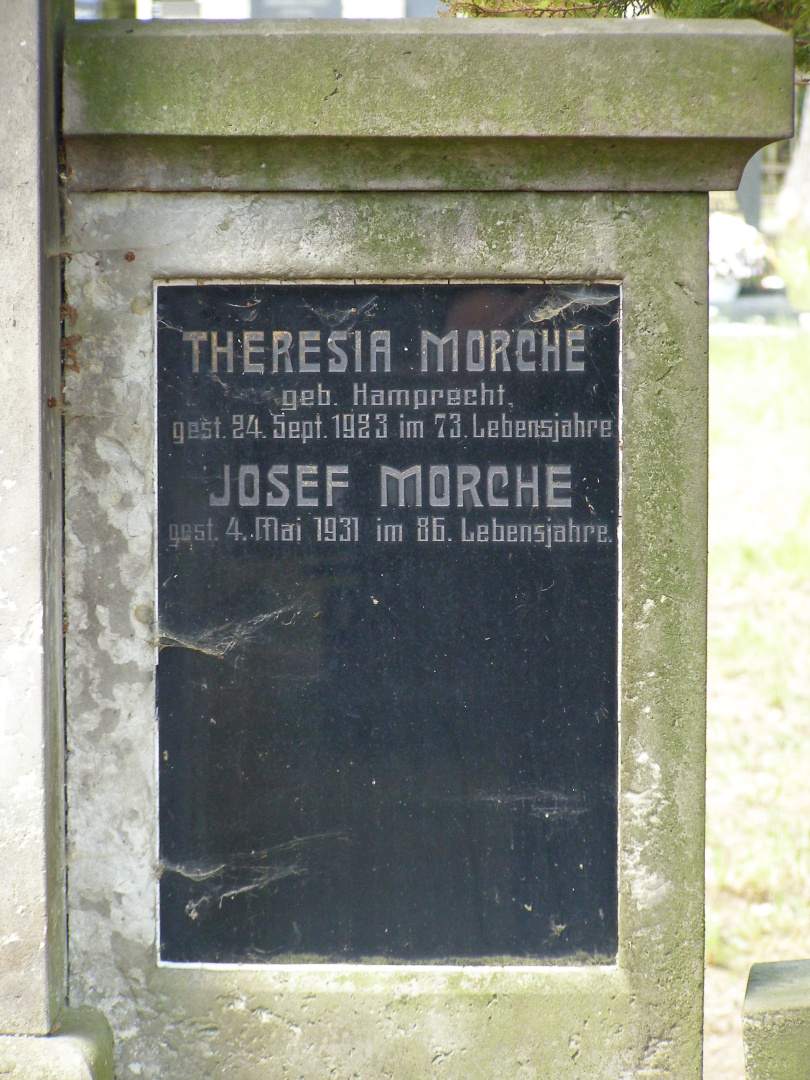 THERESIA MORCHE
geb. Hamprecht,
gest. 24. Sept. 1923 im 73. Lebensjahre
JOSEF MORCHE
gest. 4. Mai 1931 im 86. Lebensjahre.